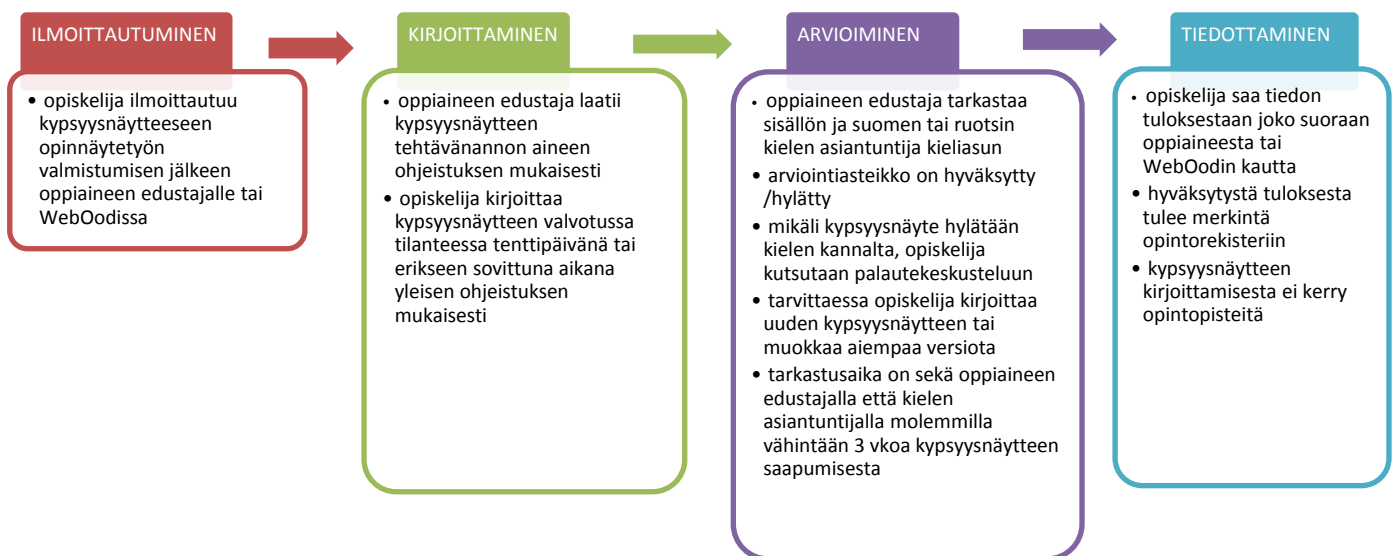 ILMOITTAUTUMINEN
• opiskelija ilmoittautuu
kypsyysnäytteeseen
opinnäytetyön
valmistumisen jälkeen
oppiaineen edustajalle tai
WebOodissa
KIRJOITTAMINEN
• oppiaineen edustaja laatii
kypsyysnäytteen
tehtävänannon aineen
ohjeistuksen mukaisesti
• opiskelija kirjoittaa
kypsyysnäytteen valvotussa
tilanteessa tenttipäivänä tai
erikseen sovittuna aikana
yleisen ohjeistuksen
mukaisesti
ARVIOIMINEN
• oppiaineen edustaja tarkastaa
sisällön ja suomen tai ruotsin
kielen asiantuntija kieliasun
• arviointiasteikko on hyväksytty
/hylätty
• mikäli kypsyysnäyte hylätään
kielen kannalta, opiskelija
kutsutaan palautekeskusteluun
• tarvittaessa opiskelija kirjoittaa
uuden kypsyysnäytteen tai
muokkaa aiempaa versiota
• tarkastusaika on sekä oppiaineen
edustajalla että kielen
asiantuntijalla molemmilla
vähintään 3 vkoa kypsyysnäytteen
saapumisesta
TIEDOTTAMINEN
• opiskelija saa tiedon
tuloksestaan joko suoraan
oppiaineesta tai
WebOodin kautta
• hyväksytystä tuloksesta
tulee merkintä
opintorekisteriin
• kypsyysnäytteen
kirjoittamisesta ei kerry
opintopisteitä